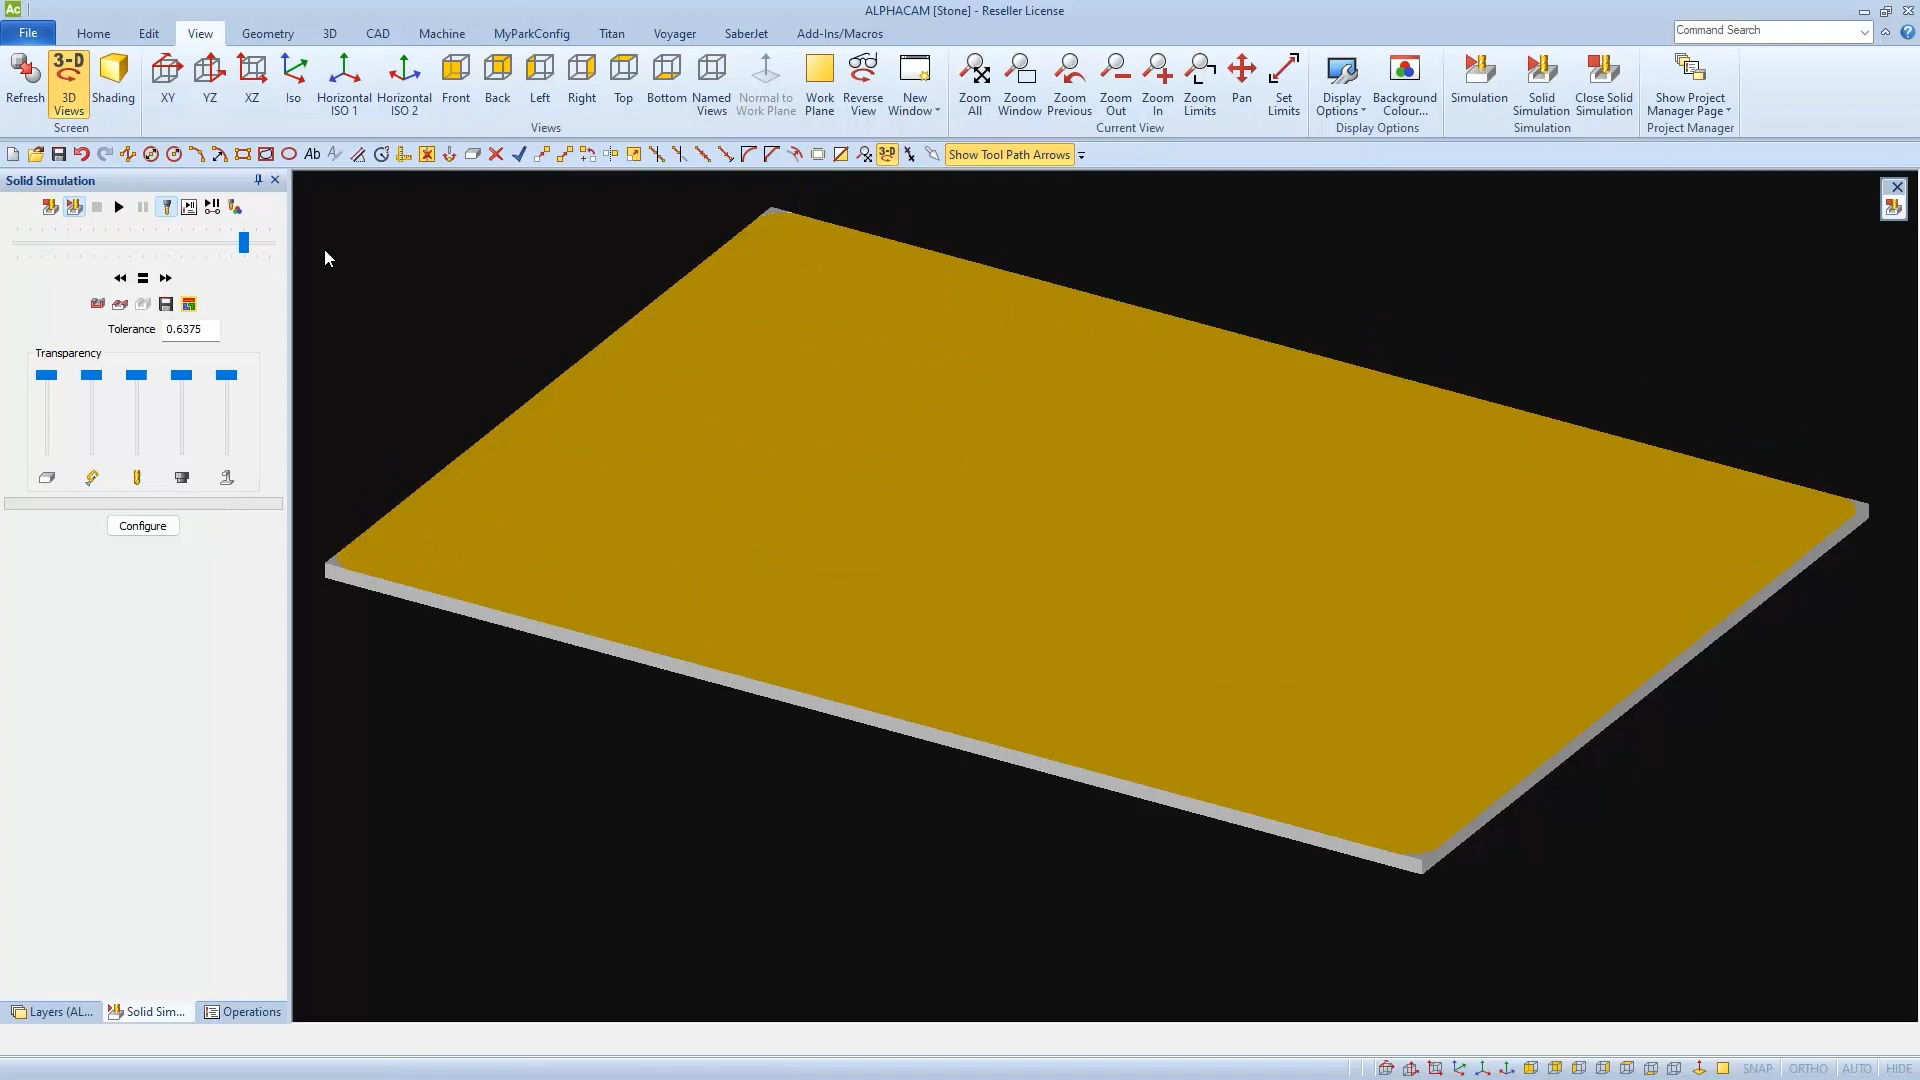 Ac
ALPHACAM [Stone] - Reseller License
File Home Edit View Geometry 3D CAD Machine MyParkConfig Titan Voyager SaberJet Add-Ins/Macros Command Search
3-D
Refresh 3D Views Shading XY YZ XZ Iso Horizontal ISO 1 Horizontal ISO 2 Front Back Left Right Top Bottom Named Views Normal to Work Plane Work Plane Reverse View New Window Zoom All Zoom Window Zoom Previous Zoom Out Zoom In Zoom Limits Pan Set Limits Display Options Background Colour... Simulation Solid Simulation Close Solid Simulation Show Project Manager Page
Screen Views Current View Display Options Simulation Project Manager
Ab 3-D Show Tool Path Arrows
Solid Simulation
Tolerance 0.6375
Transparency
Configure
Layers (AL... Solid Sim... Operations
SNAP ORTHO AUTO HIDE